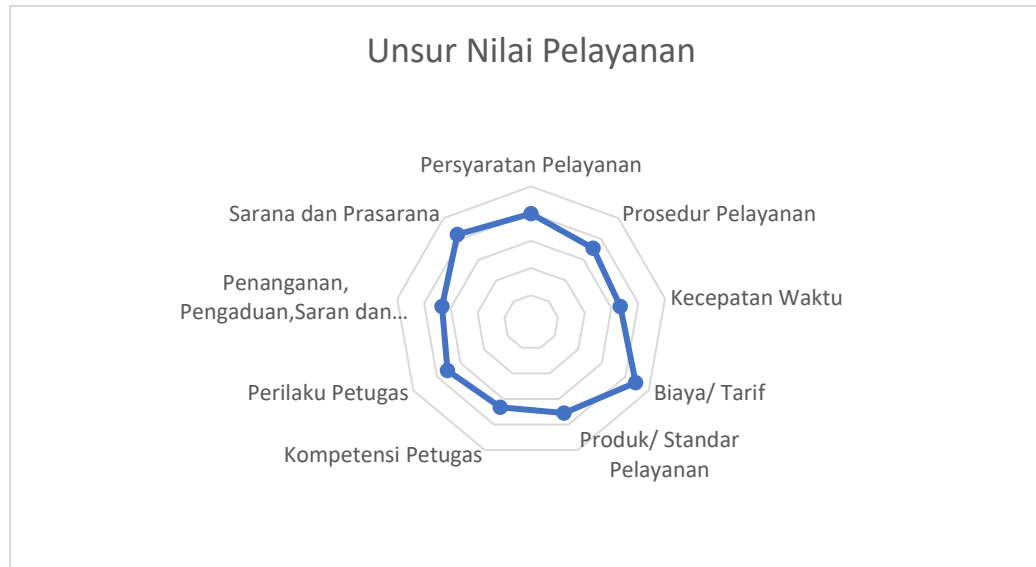 Unsur Nilai Pelayanan
Persyaratan Pelayanan
Prosedur Pelayanan
Kecepatan Waktu
Biaya/ Tarif
Produk/ Standar
Pelayanan
Kompetensi Petugas
Perilaku Petugas
Penanganan,
Pengaduan,Saran dan…
Sarana dan Prasarana